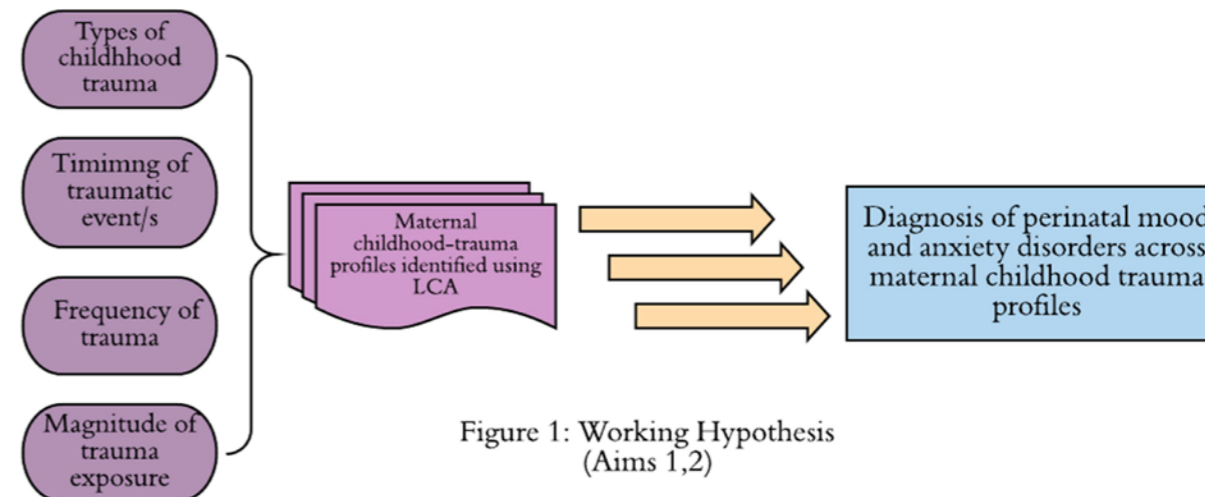 Types of
childhhood
trauma
Timimng of
traumatic
event/s
Frequency of
trauma
Magnitude of
trauma
exposure
Maternal
childhood-trauma
profiles identified using
LCA
Diagnosis of perinatal mood
and anxiety disorders across
maternal childhood trauma
profiles
Figure 1: Working Hypothesis
(Aims 1,2)